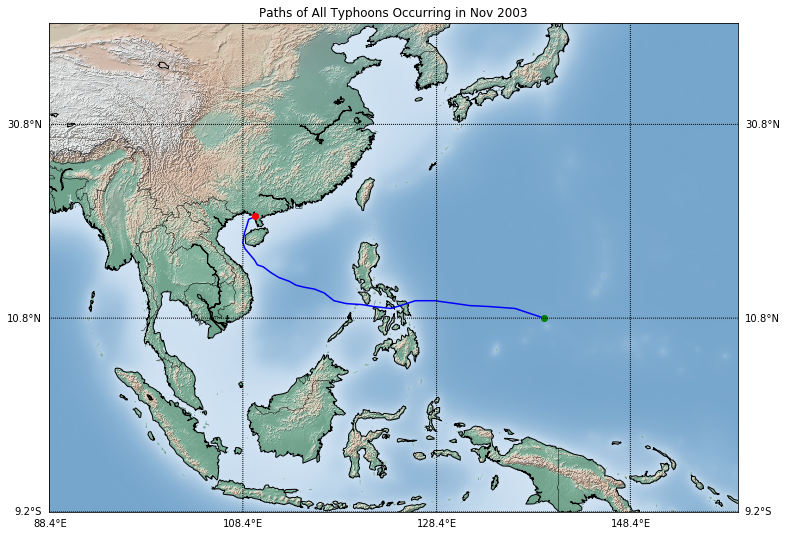 Paths of All Typhoons Occurring in Nov 2003
30.8°N 30.8°N
10.8°N 10.8°N
9.2°S 9.2°S
88.4°E 108.4°E 128.4°E 148.4°E